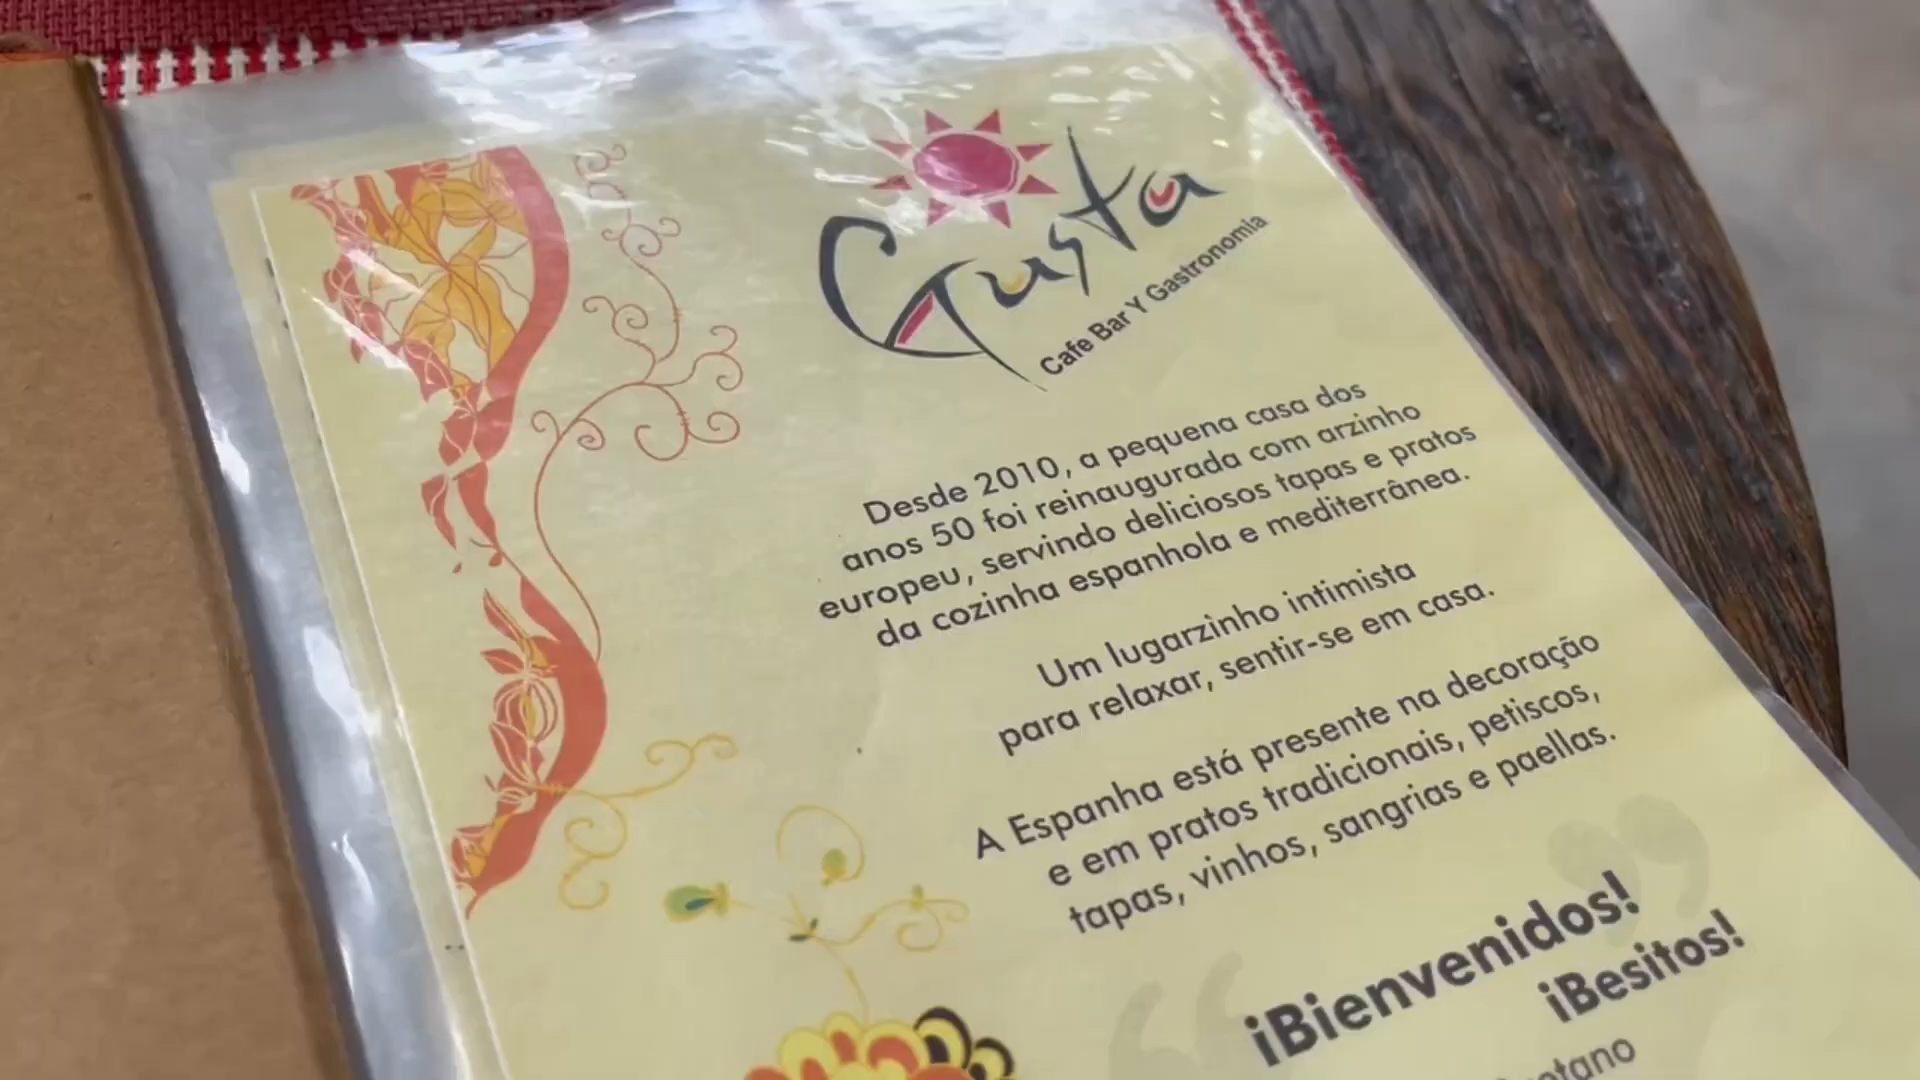 Gusta
Cafe Bar Y Gastronomia
Desde 2010, a pequena casa dos
anos 50 foi reinaugurada com arzinho
europeu, servindo deliciosos tapas e pratos
da cozinha espanhola e mediterrânea.
Um lugarzinho intimista
para relaxar, sentir-se em casa.
A Espanha está presente na decoração
e em pratos tradicionais, petiscos,
tapas, vinhos, sangrias e paellas.
¡Bienvenidos!
¡Besitos!